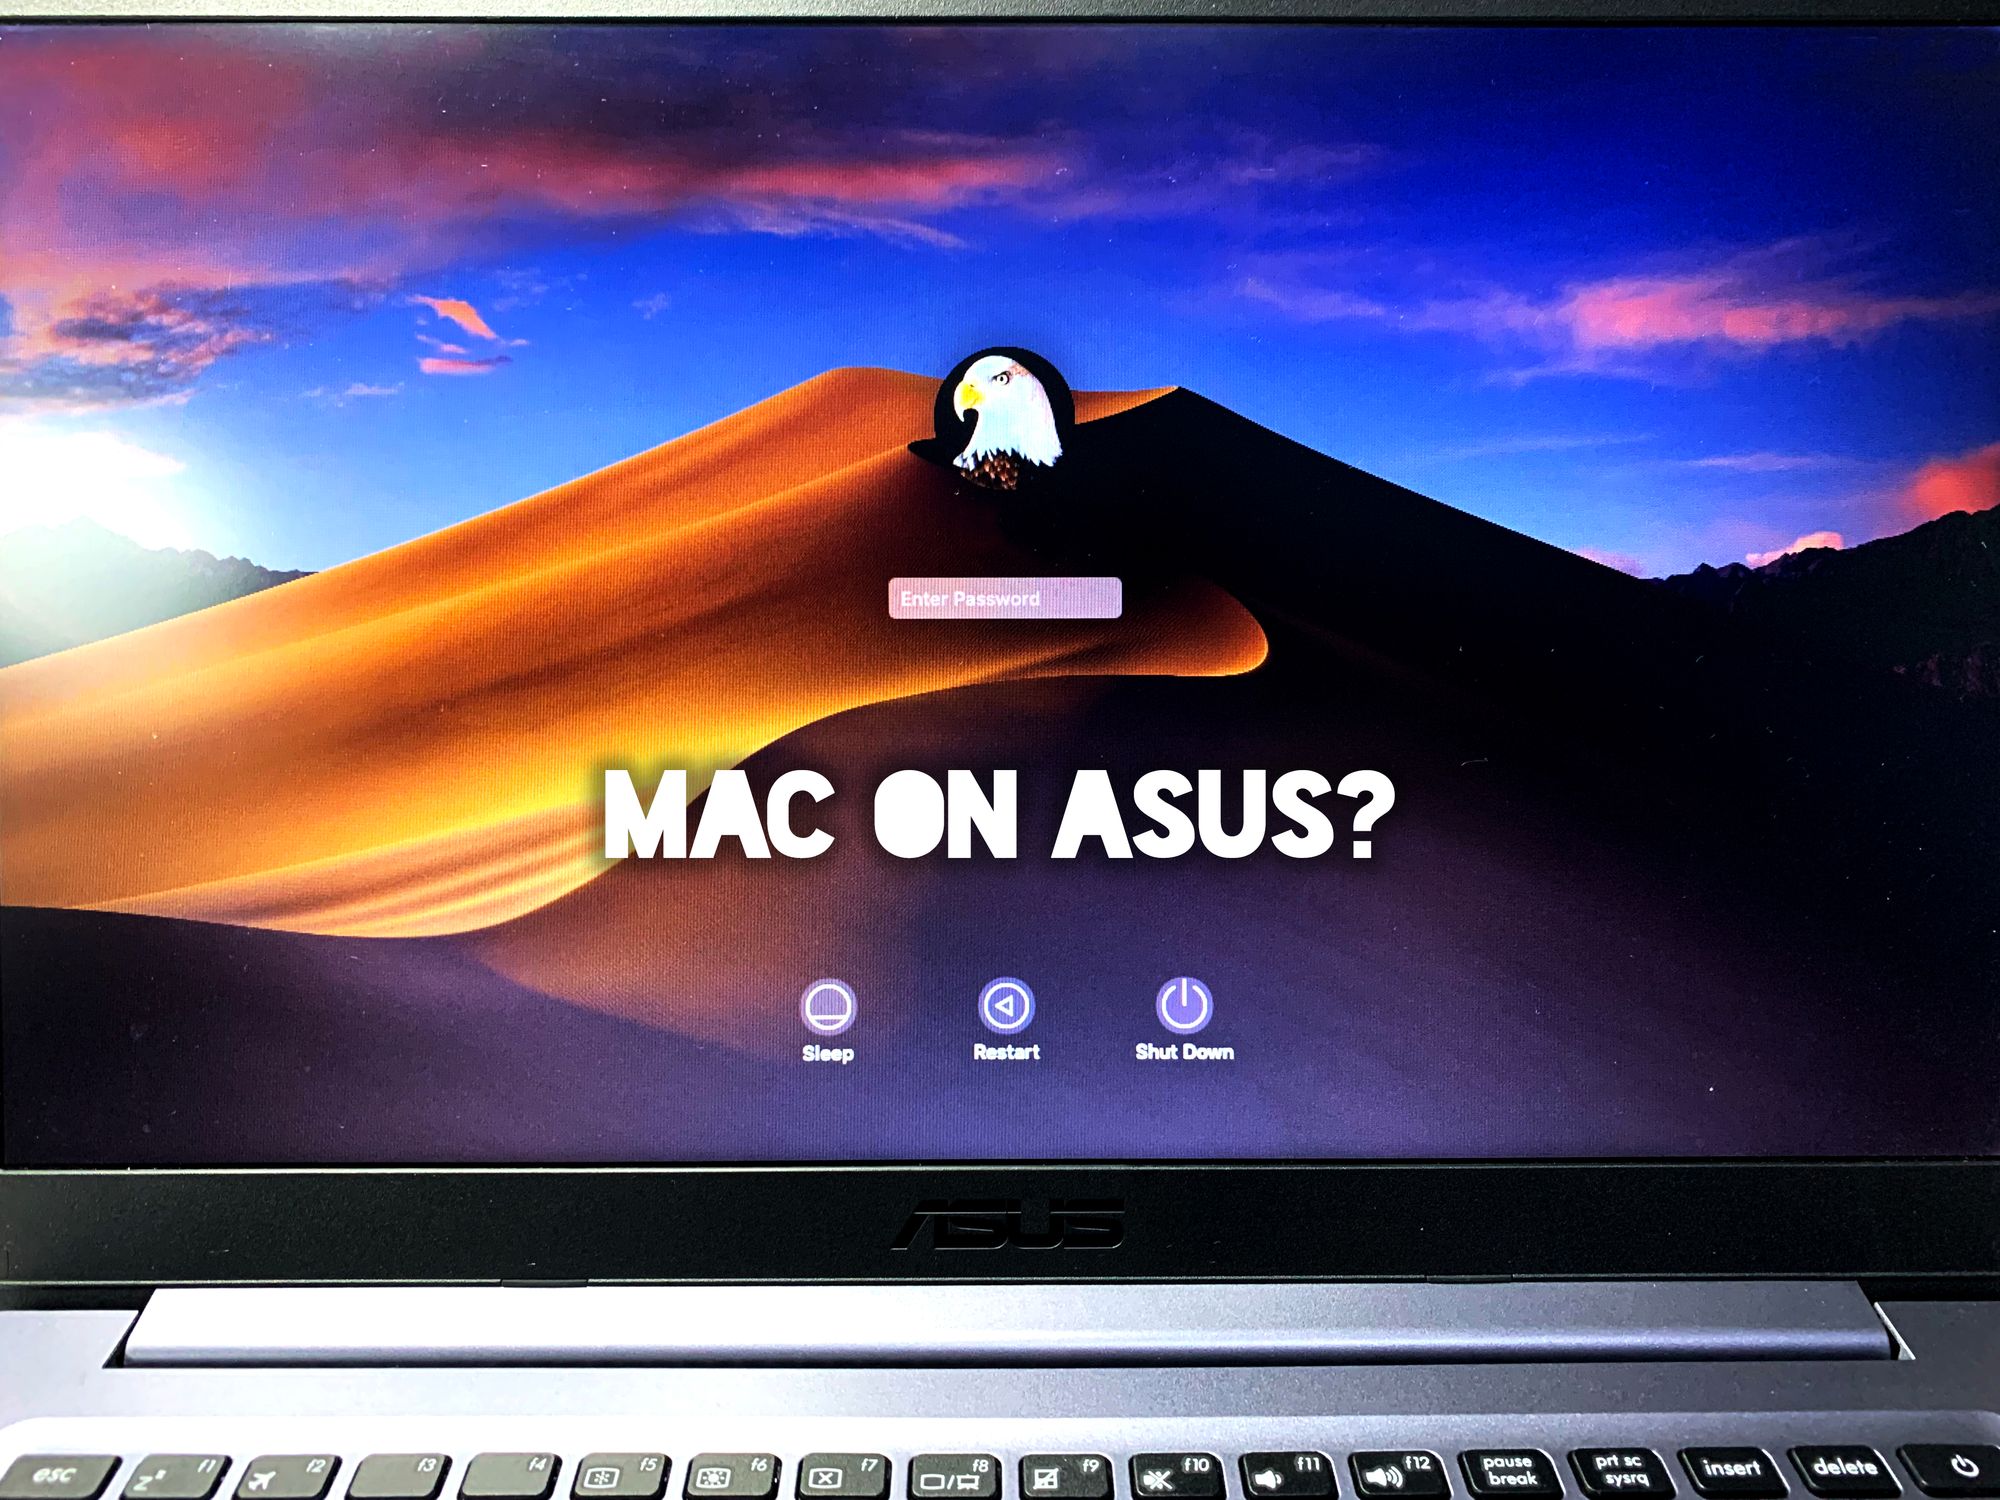 Enter Password
MAC ON ASUS?
Sleep Restart Shut Down
ASUS
esc f1 f2 f3 f4 f5 f6 f7 f8 f9 f10 f11 f12 pause break prt sc sysrq insert delete